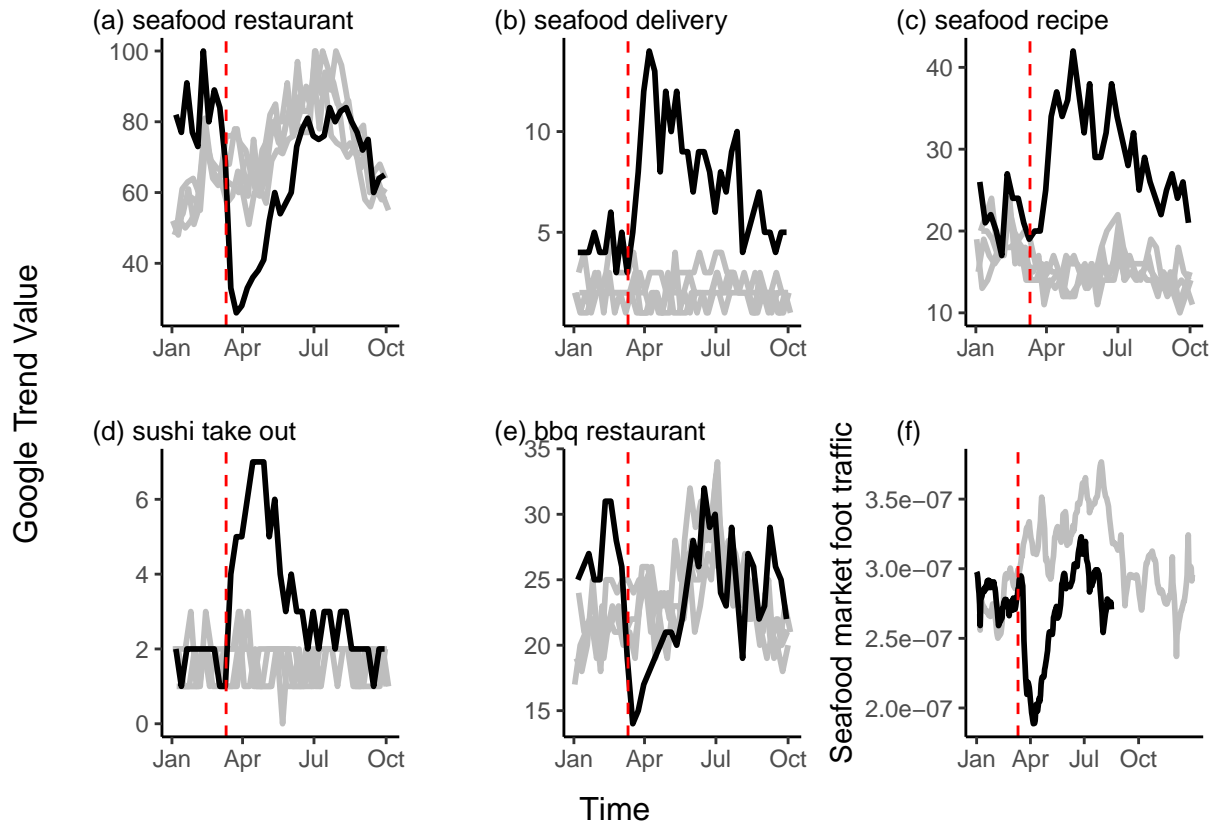 (a) seafood restaurant
(b) seafood delivery
(c) seafood recipe
100
80
60
40
Jan Apr Jul Oct
10
5
Jan Apr Jul Oct
40
30
20
10
Jan Apr Jul Oct
Google Trend Value
(d) sushi take out
(e) bbq restaurant
(f)
6
4
2
0
Jan Apr Jul Oct
35
30
25
20
15
Jan Apr Jul Oct
Seafood market foot traffic
3.5e−07
3.0e−07
2.5e−07
2.0e−07
Jan Apr Jul Oct
Time